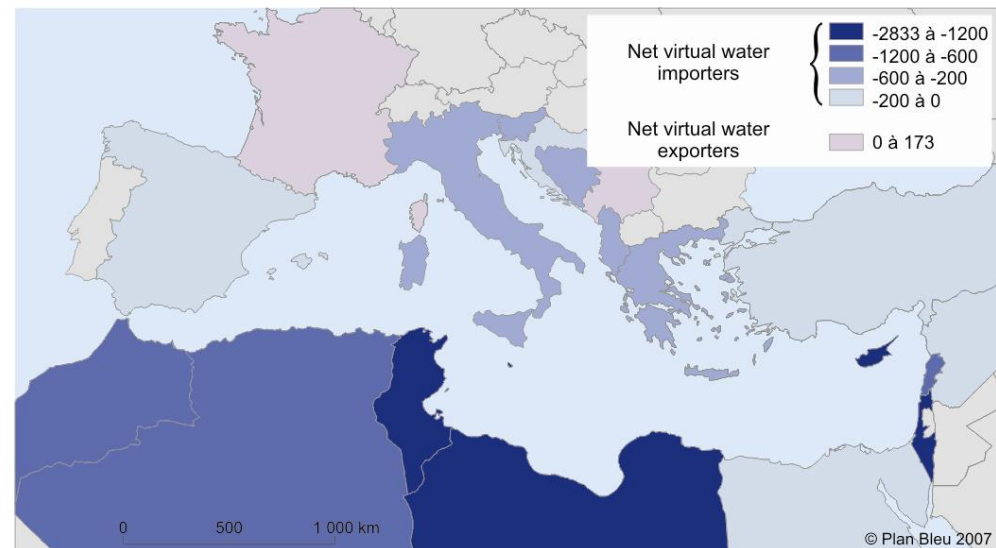 Net virtual water
importers
-2833 à -1200
-1200 à -600
-600 à -200
-200 à 0
Net virtual water
exporters
0 à 173
0 500 1 000 km
© Plan Bleu 2007